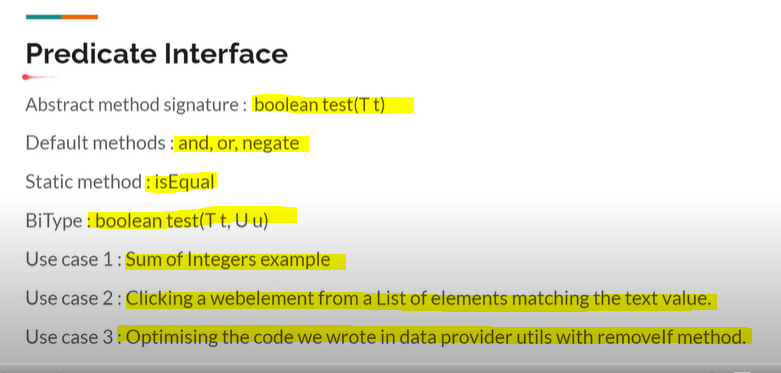 Predicate Interface
Abstract method signature : boolean test(T t)
Default methods : and, or, negate
Static method : isEqual
BiType : boolean test(T t, U u)
Use case 1 : Sum of Integers example
Use case 2 : Clicking a webelement from a List of elements matching the text value.
Use case 3 : Optimising the code we wrote in data provider utils with removeIf method.